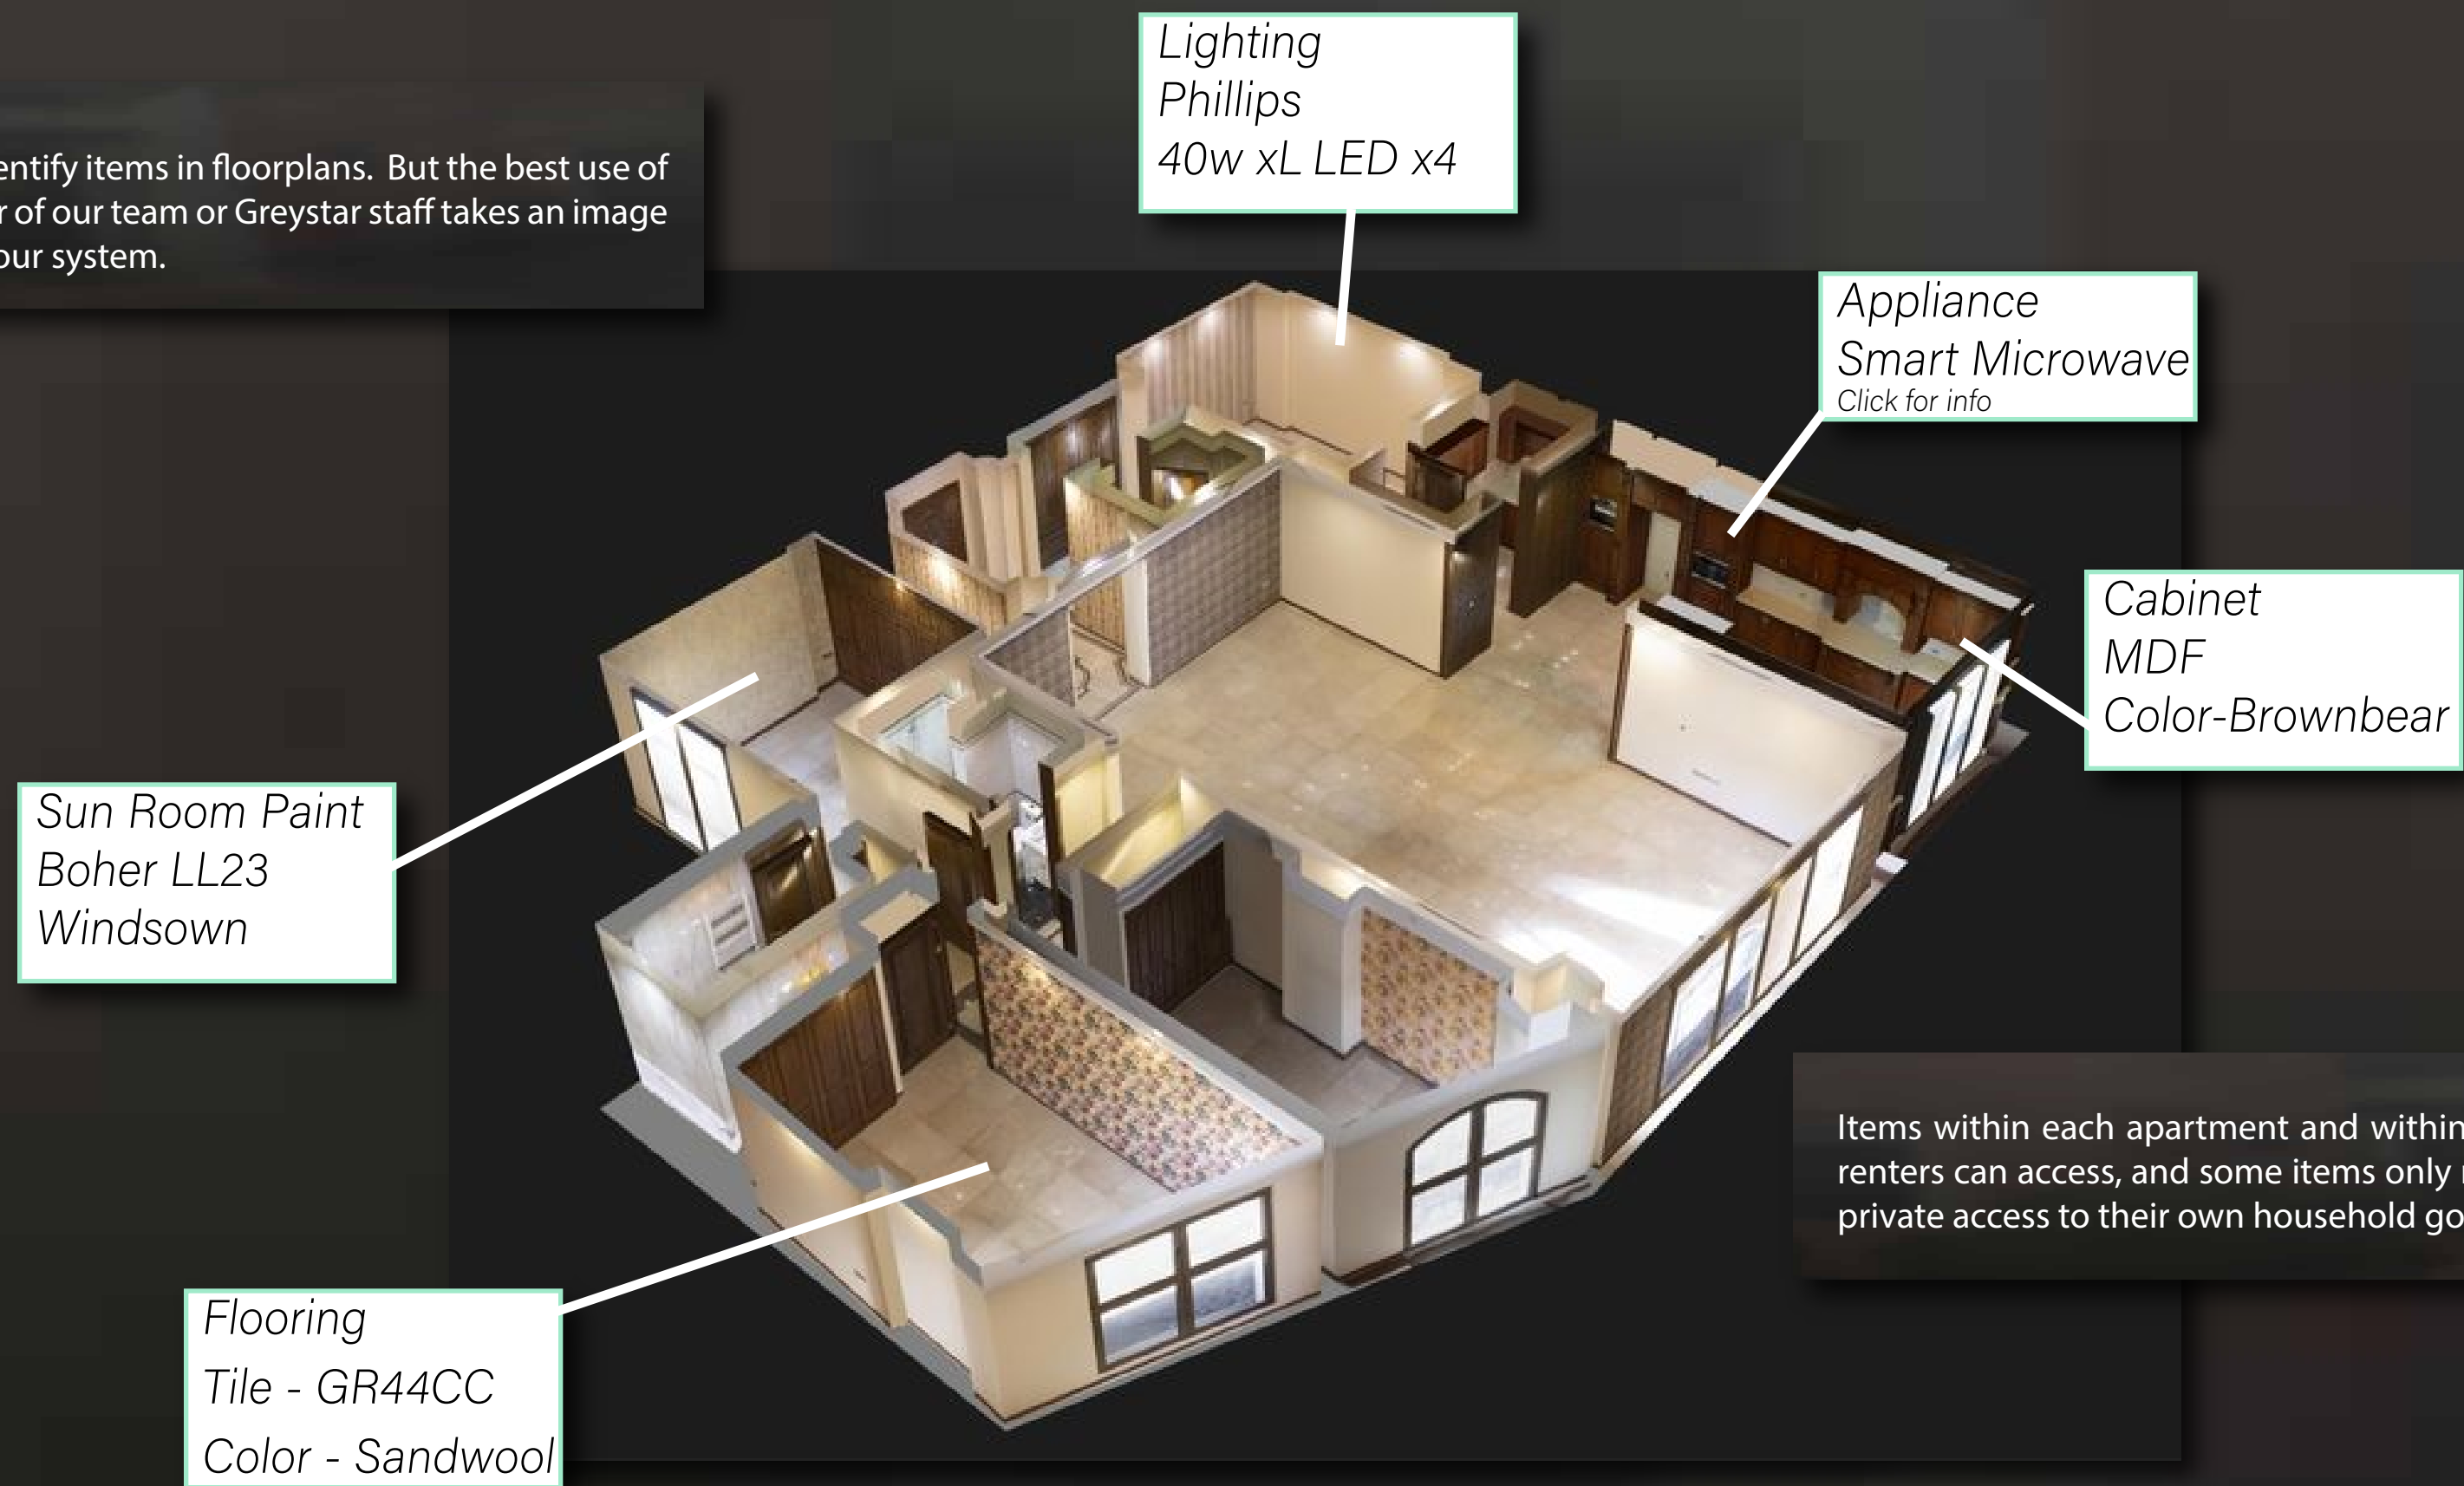 Lighting
Phillips
40w xL LED x4
entify items in floorplans. But the best use of
r of our team or Greystar staff takes an image
our system.
Appliance
Smart Microwave
Click for info
Cabinet
MDF
Color-Brownbear
Sun Room Paint
Boher LL23
Windsown
Items within each apartment and within
renters can access, and some items only
private access to their own household go
Flooring
Tile - GR44CC
Color - Sandwool